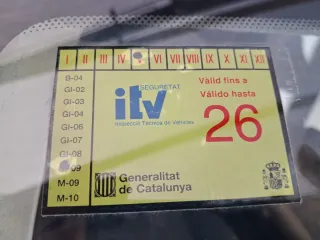 I II III IV VI VII VIII IX X XI XII
B-04
GI-02
GI-03
GI-04
GI-06
GI-07
GI-08
09
M-09
M-10
SEGURETAT
itv
Inspecció Tècnica de Vehicles
Vàlid fins a
Válido hasta
26
Generalitat
de Catalunya